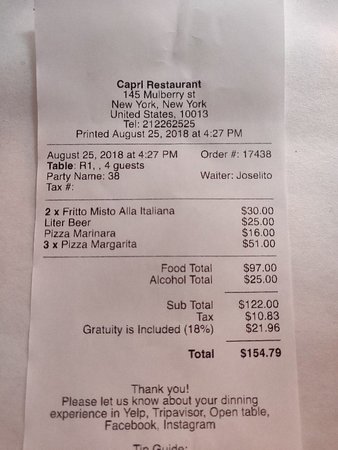 Capri Restaurant
145 Mulberry st
New York, New York
United States, 10013
Tel: 212262525
Printed August 25, 2018 at 4:27 PM
August 25, 2018 at 4:27 PM Order #: 17438
Table: R1, , 4 guests
Party Name: 38 Waiter: Joselito
Tax #:
2 x Fritto Misto Alla Italiana $30.00
Liter Beer $25.00
Pizza Marinara $16.00
3 x Pizza Margarita $51.00
Food Total $97.00
Alcohol Total $25.00
Sub Total $122.00
Tax $10.83
Gratuity is Included (18%) $21.96
Total $154.79
Thank you!
Please let us know about your dinning
experience in Yelp, Tripavisor, Open table,
Facebook, Instagram
Tip Guide: